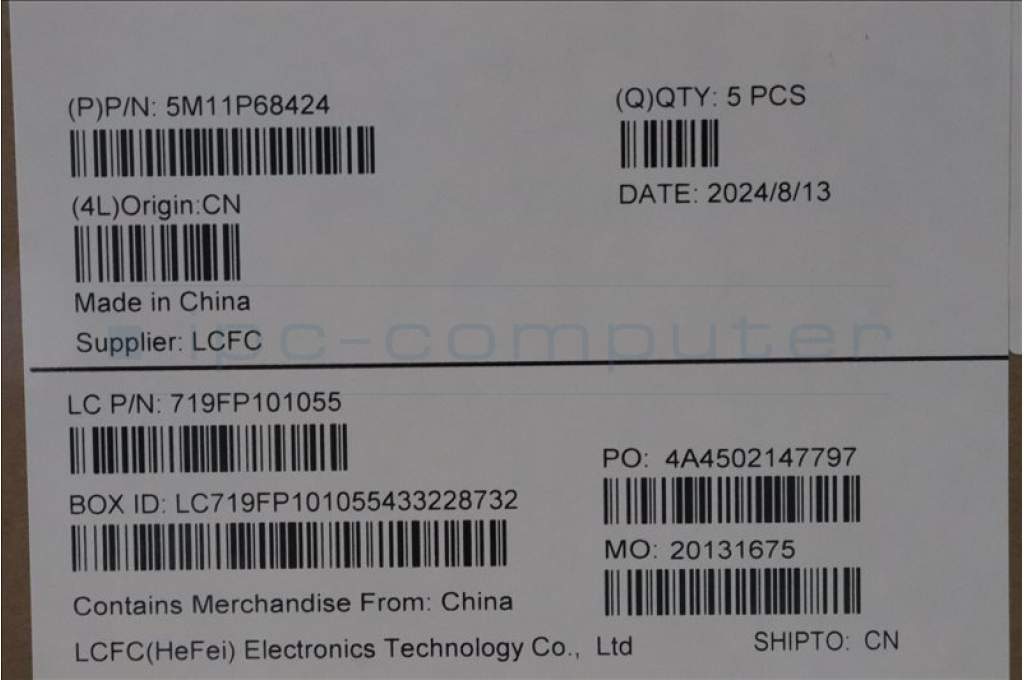 (P)P/N: 5M11P68424
(Q)QTY: 5 PCS
(4L)Origin:CN
DATE: 2024/8/13
Made in China
Supplier: LCFC
ipc-computer
LC P/N: 719FP101055
PO: 4A4502147797
BOX ID: LC719FP101055433228732
MO: 20131675
Contains Merchandise From: China
LCFC(HeFei) Electronics Technology Co., Ltd
SHIPTO: CN